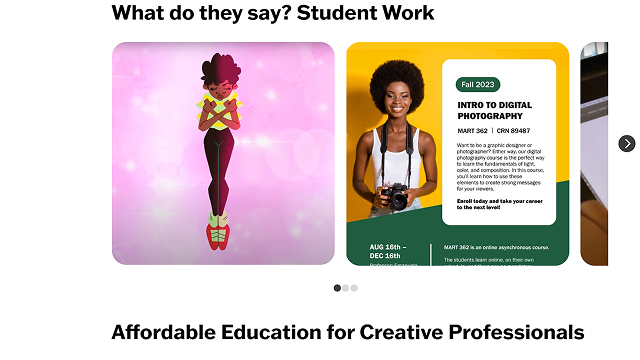 What do they say? Student Work
Fall 2023
INTRO TO DIGITAL
PHOTOGRAPHY
MART 362 | CRN 89487
Want to be a graphic designer or
photographer? Either way, our digital
photography course is the perfect way
to learn the fundamentals of light,
color, and composition. In this course,
you'll learn how to use these
elements to create strong messages
for your viewers.
Enroll today and take your career
to the next level!
AUG 16th –
DEC 16th
MART 362 is an online asynchronous course.
The students learn online, on their own
Affordable Education for Creative Professionals